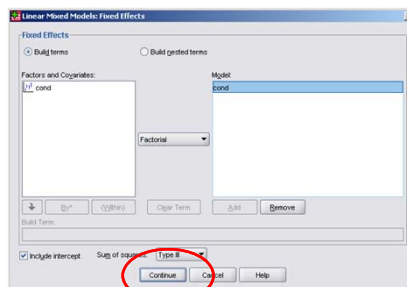 Linear Mixed Models: Fixed Effects
Fixed Effects
Build terms Build nested terms
Factors and Covariates: Model:
cond cond
Factorial
By* (Within) Clear Term Add Remove
Build Term:
Include intercept Sum of squares: Type III
Continue Cancel Help